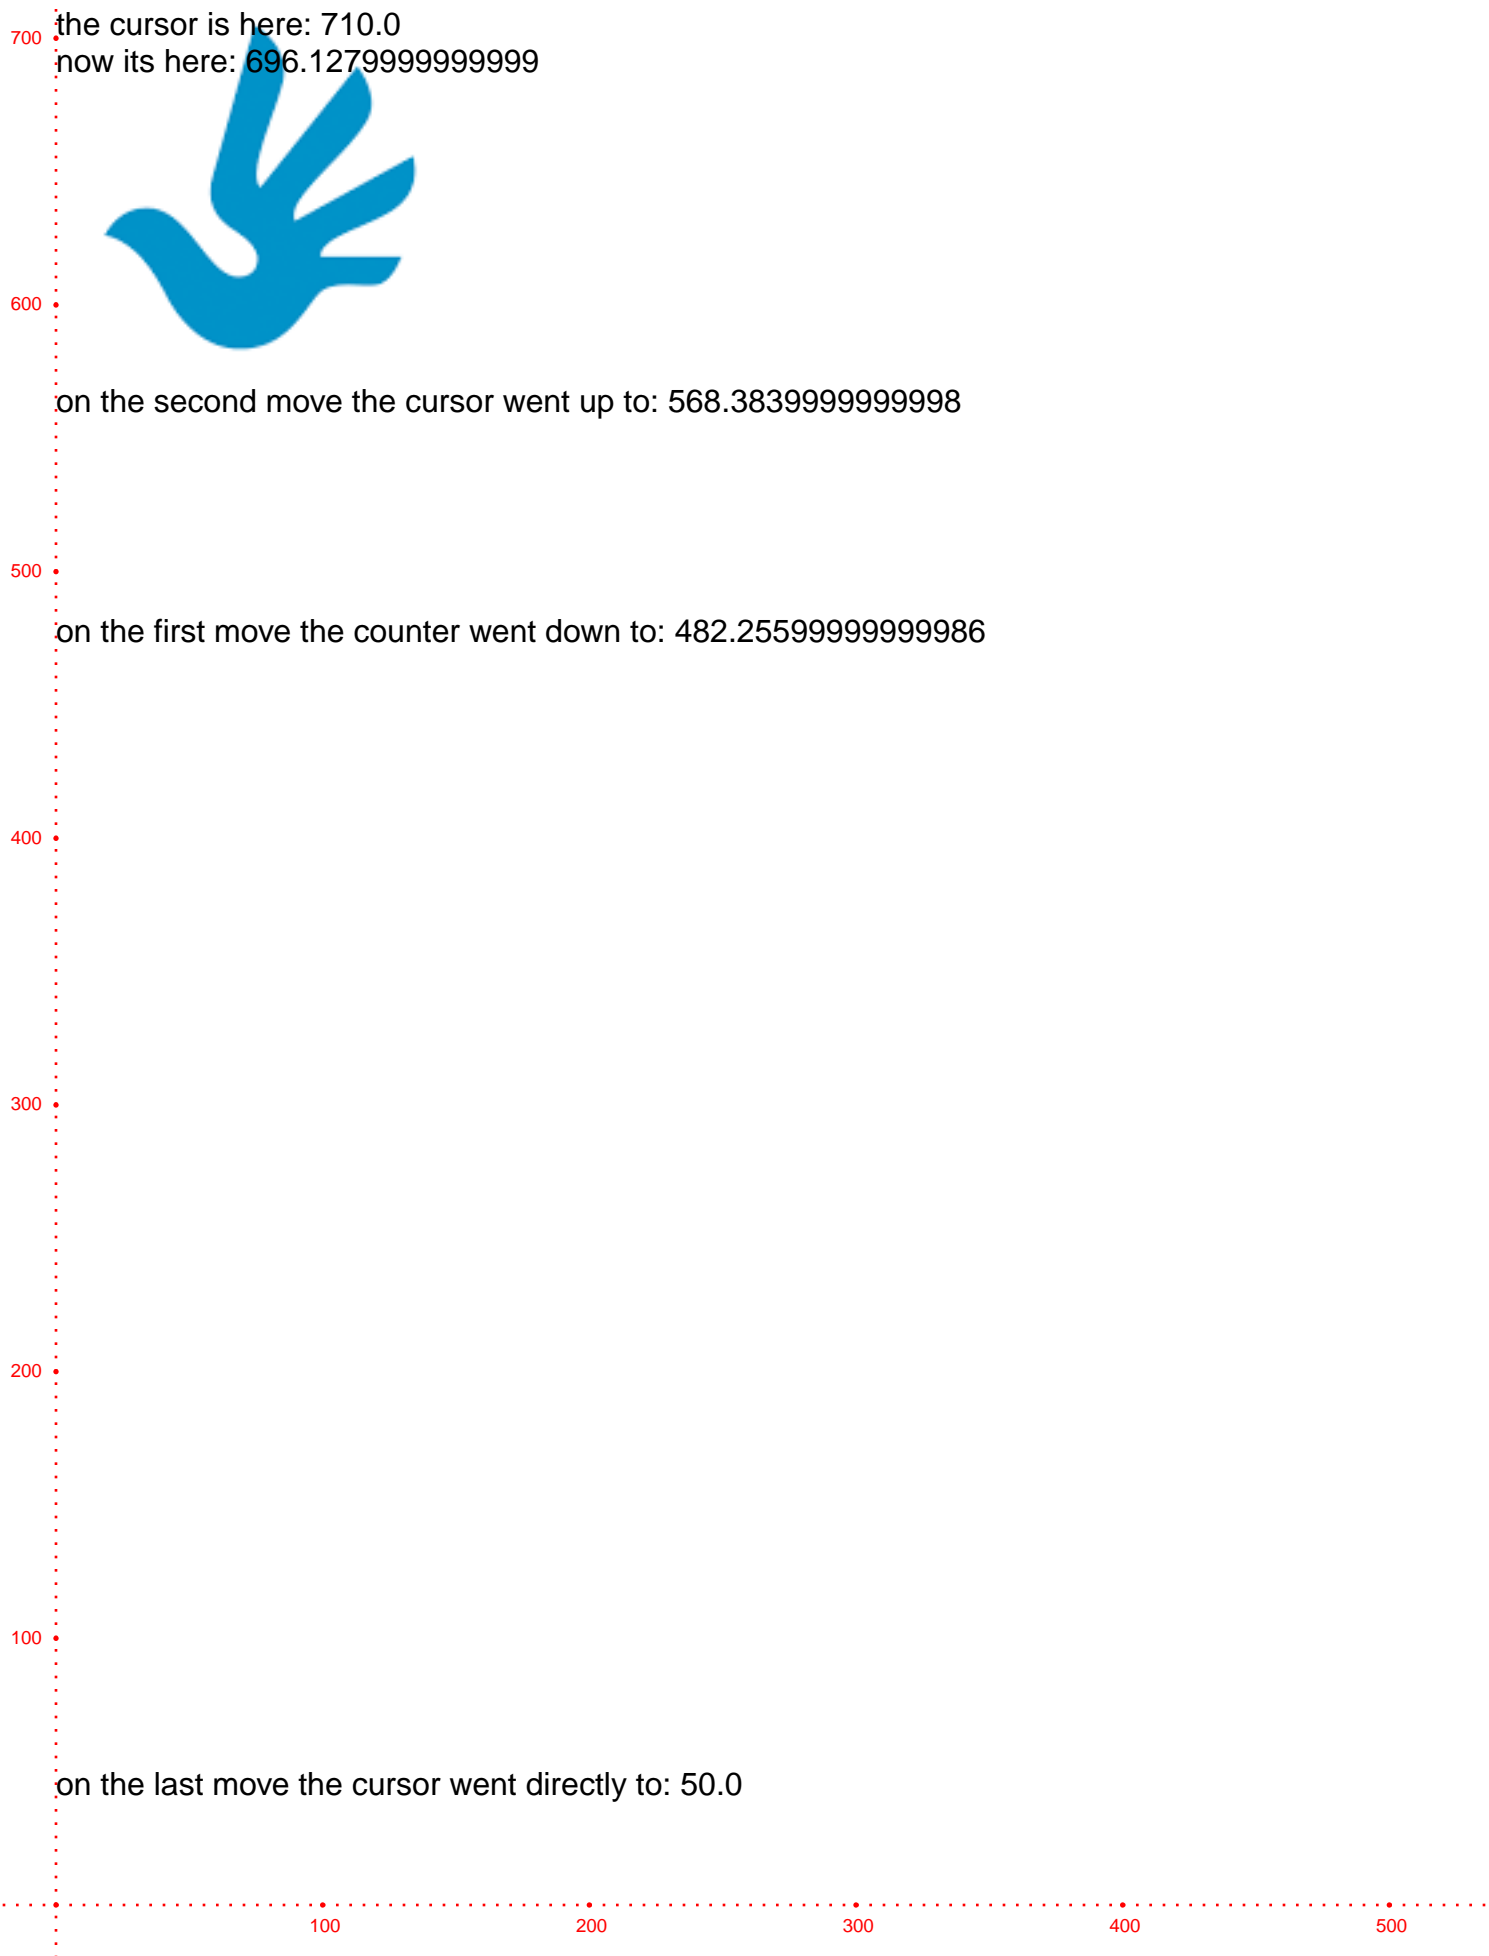 the cursor is here: 710.0
700
now its here: 696.1279999999999
600
on the second move the cursor went up to: 568.3839999999998
500
on the first move the counter went down to: 482.25599999999986
400
300
200
100
on the last move the cursor went directly to: 50.0
100 200 300 400 500